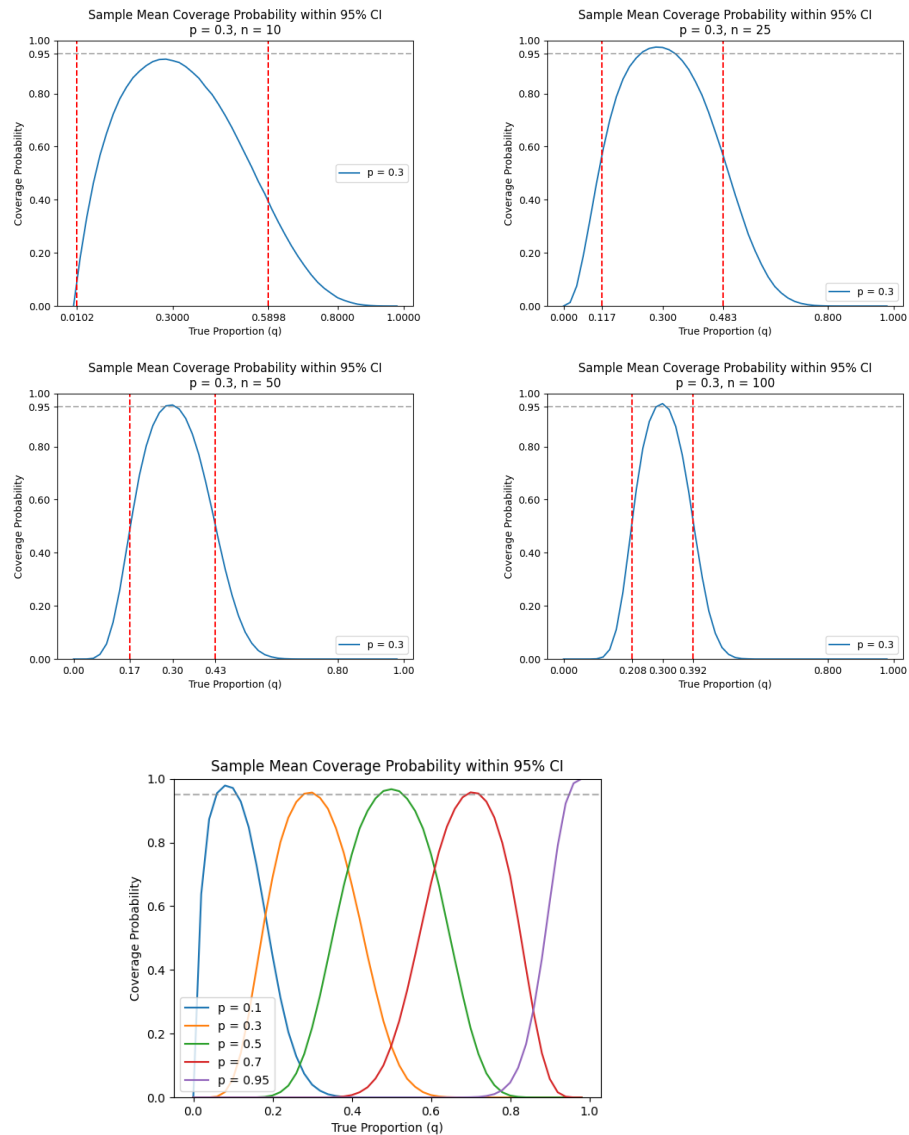 Sample Mean Coverage Probability within 95% CI
p = 0.3, n = 10
1.00
0.95
0.80
0.60
0.40
0.20
0.00
Coverage Probability
p = 0.3
0.0102
0.3000
0.5898
0.8000
1.0000
True Proportion (q)
Sample Mean Coverage Probability within 95% CI
p = 0.3, n = 25
1.00
0.95
0.80
0.60
0.40
0.20
0.00
Coverage Probability
p = 0.3
0.000
0.117
0.300
0.483
0.800
1.000
True Proportion (q)
Sample Mean Coverage Probability within 95% CI
p = 0.3, n = 50
1.00
0.95
0.80
0.60
0.40
0.20
0.00
Coverage Probability
p = 0.3
0.00
0.17
0.30
0.43
0.80
1.00
True Proportion (q)
Sample Mean Coverage Probability within 95% CI
p = 0.3, n = 100
1.00
0.95
0.80
0.60
0.40
0.20
0.00
Coverage Probability
p = 0.3
0.000
0.208
0.300
0.392
0.800
1.000
True Proportion (q)
Sample Mean Coverage Probability within 95% CI
1.0
0.8
0.6
0.4
0.2
0.0
Coverage Probability
p = 0.1
p = 0.3
p = 0.5
p = 0.7
p = 0.95
0.0
0.2
0.4
0.6
0.8
1.0
True Proportion (q)